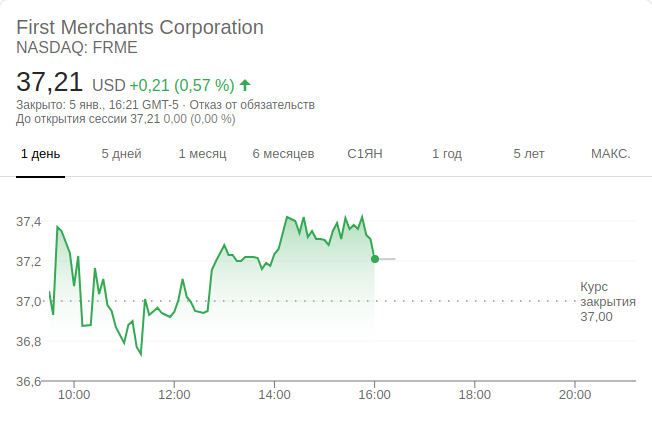 First Merchants Corporation
NASDAQ: FRME
37,21 USD +0,21 (0,57 %)
Закрыто: 5 янв., 16:21 GMT-5 · Отказ от обязательств
До открытия сессии 37,21 0,00 (0,00 %)
1 день 5 дней 1 месяц 6 месяцев С1ЯН 1 год 5 лет МАКС.
37,4
37,2
37,0
36,8
36,6
Курс
закрытия
37,00
10:00 12:00 14:00 16:00 18:00 20:00